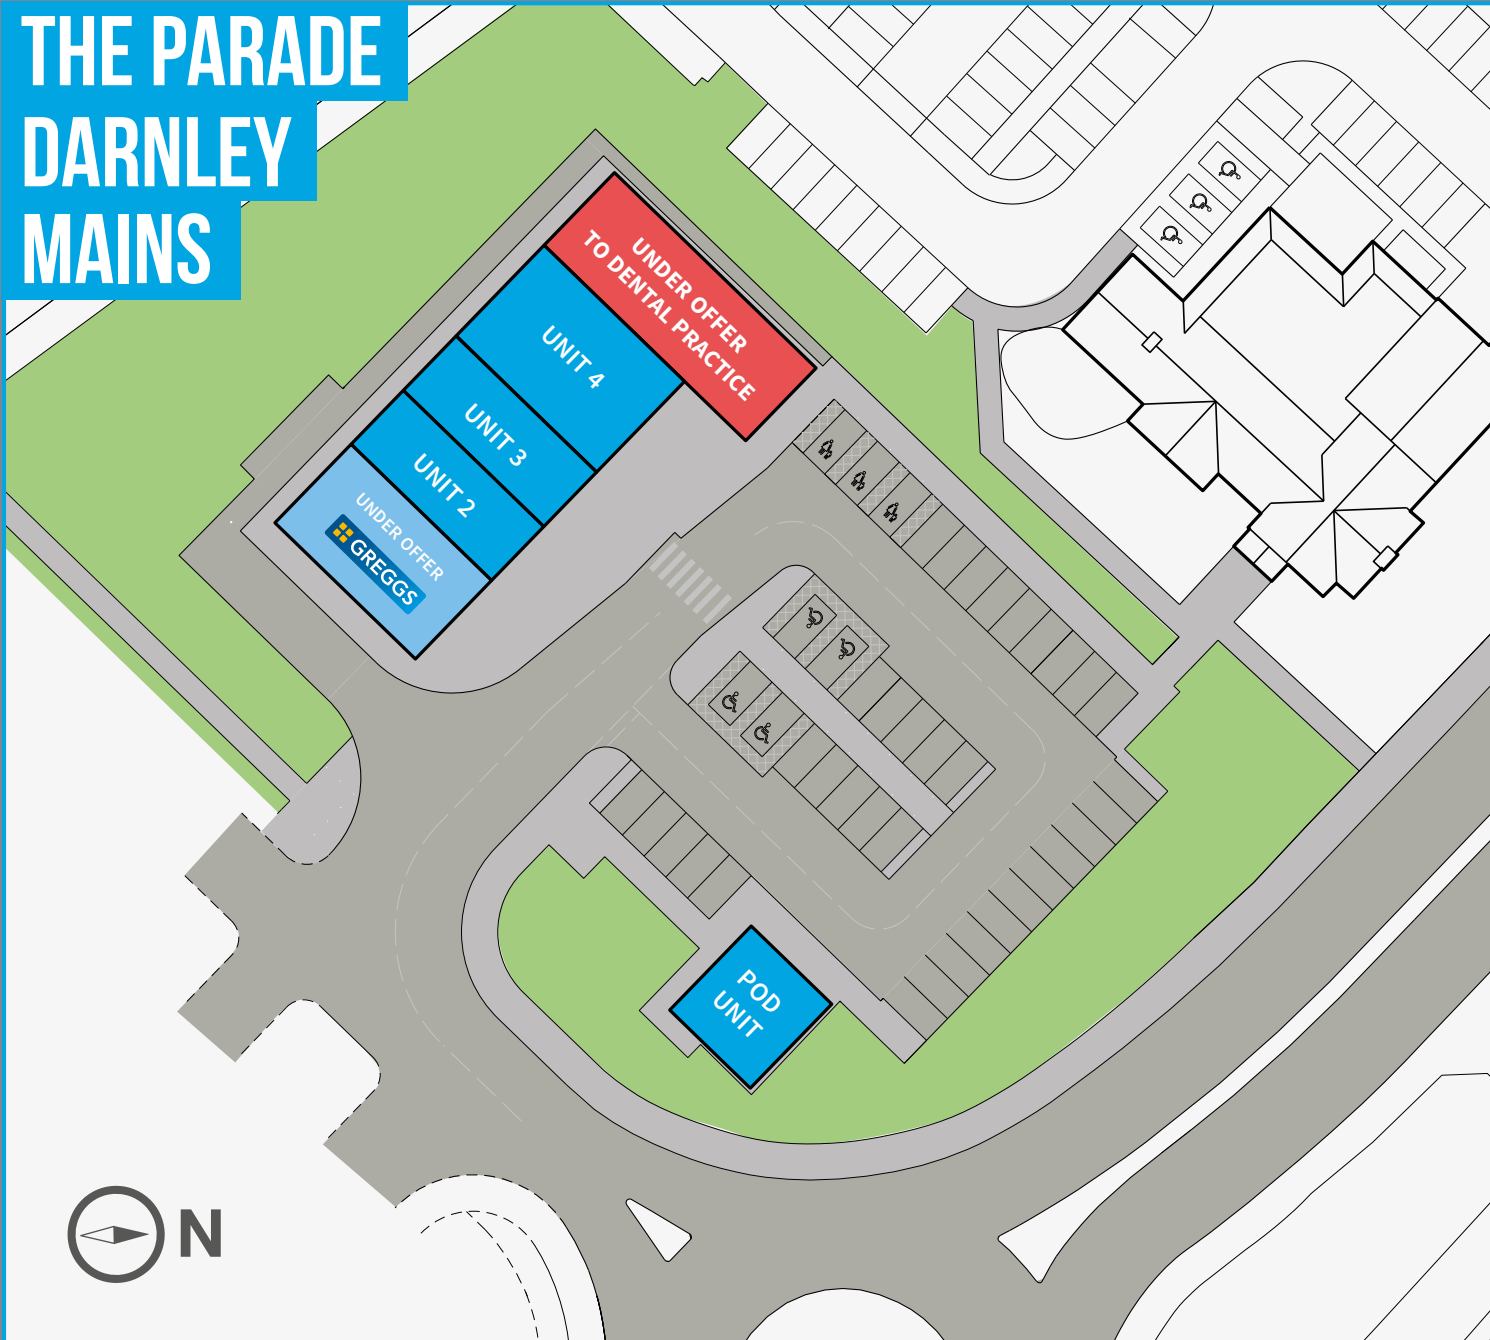 THE PARADE
DARNLEY
MAINS
UNDER OFFER
TO DENTAL PRACTICE
UNIT 4
UNIT 3
UNIT 2
UNDER OFFER
GREGGS
POD
UNIT
N